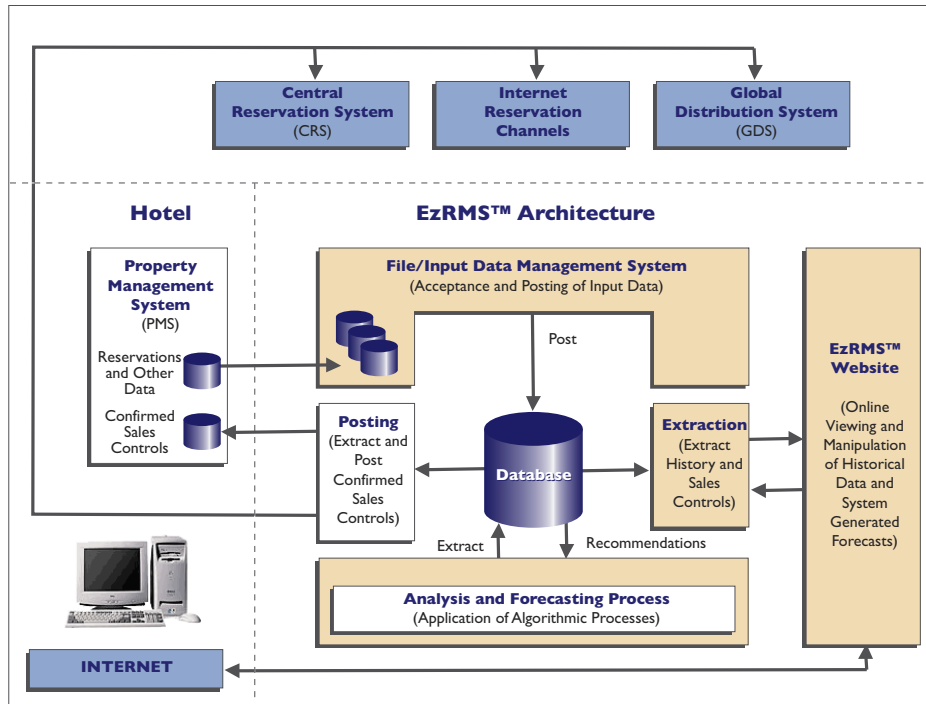 Central
Reservation System
(CRS)
Internet
Reservation
Channels
Global
Distribution System
(GDS)
Hotel
EzRMS™ Architecture
Property
Management
System
(PMS)
Reservations
and Other
Data
Confirmed
Sales
Controls
File/Input Data Management System
(Acceptance and Posting of Input Data)
Post
Posting
(Extract and
Post
Confirmed
Sales
Controls)
Database
Extraction
(Extract
History and
Sales
Controls)
EzRMS™
Website
(Online
Viewing and
Manipulation
of Historical
Data and
System
Generated
Forecasts)
Extract
Recommendations
Analysis and Forecasting Process
(Application of Algorithmic Processes)
INTERNET